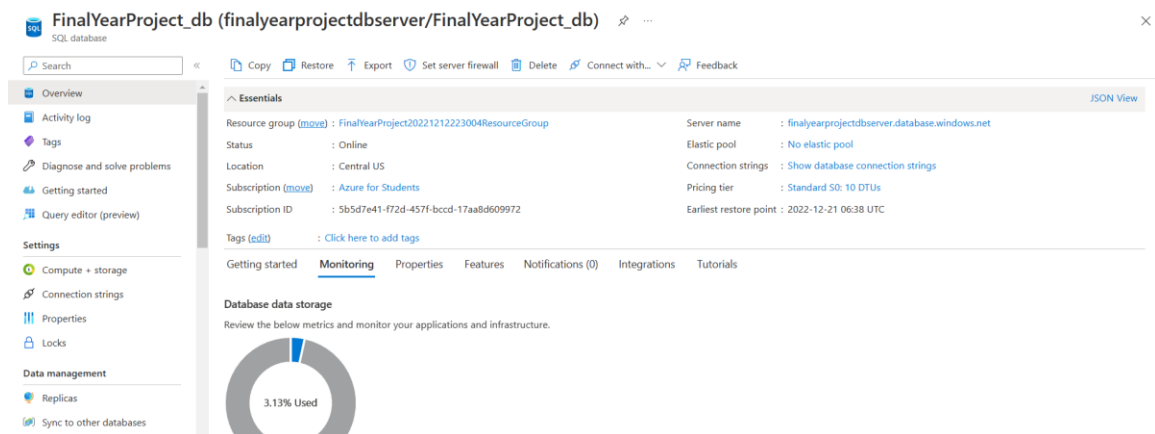 FinalYearProject_db (finalyearprojectdbserver/FinalYearProject_db)
SQL database
Search
Copy Restore Export Set server firewall Delete Connect with... Feedback
Overview
Activity log
Tags
Diagnose and solve problems
Getting started
Query editor (preview)
Settings
Compute + storage
Connection strings
Properties
Locks
Data management
Replicas
Sync to other databases
Essentials JSON View
Resource group (move) : FinalYearProject20221212223004ResourceGroup
Status : Online
Location : Central US
Subscription (move) : Azure for Students
Subscription ID : 5b5d7e41-f72d-457f-bccd-17aa8d609972
Server name : finalyearprojectdbserver.database.windows.net
Elastic pool : No elastic pool
Connection strings : Show database connection strings
Pricing tier : Standard S0: 10 DTUs
Earliest restore point : 2022-12-21 06:38 UTC
Tags (edit) : Click here to add tags
Getting started Monitoring Properties Features Notifications (0) Integrations Tutorials
Database data storage
Review the below metrics and monitor your applications and infrastructure.
3.13% Used